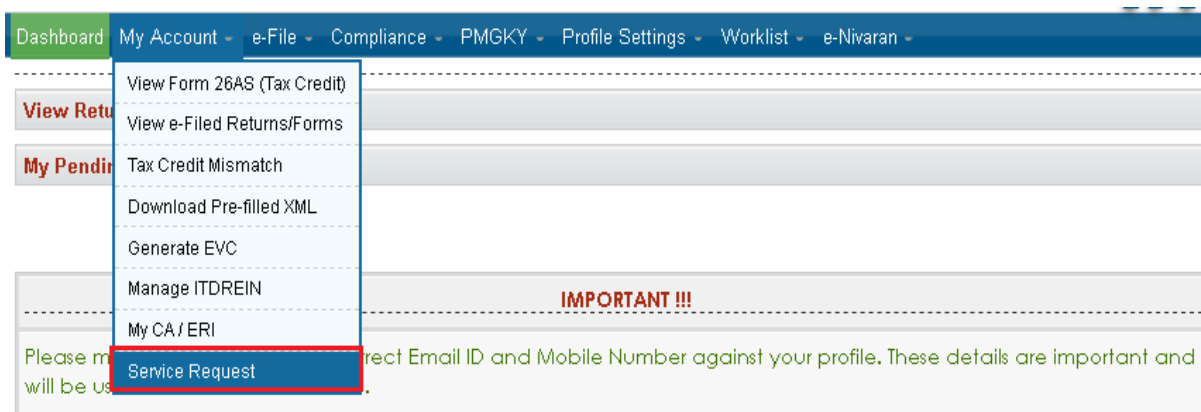 Dashboard My Account e-File Compliance PMGKY Profile Settings Worklist e-Nivaran
View Form 26AS (Tax Credit)
View Retu
View e-Filed Returns/Forms
My Pendin
Tax Credit Mismatch
Download Pre-filled XML
Generate EVC
Manage ITDREIN
IMPORTANT !!!
My CA / ERI
Please m rrect Email ID and Mobile Number against your profile. These details are important and
Service Request
will be us .